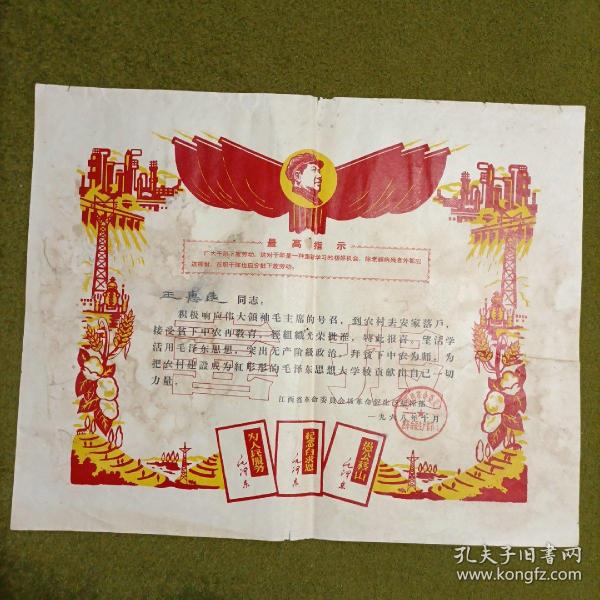 最高指示
广大干部下放劳动，这对干部是一种重新学习的极好机会，除老弱病残者外都应
这样做。在职干部也应分批下放劳动。
王惠 同志：
积极响应伟大领袖毛主席的号召，到农村去安家落户，
接受贫下中农再教育，经组織光荣批准，特此报喜，望活学
活用毛泽东思想，突出无产阶级政治，拜贫下中农为师，为
把农村建設成为紅彤彤的毛泽东思想大学校贡献出自己一切
力量。
喜报
江西省革命委员会
一九六八年十月
为人民服务
毛泽东
纪念白求恩
毛泽东
愚公移山
毛泽东
孔夫子旧书网
www.kongfz.com